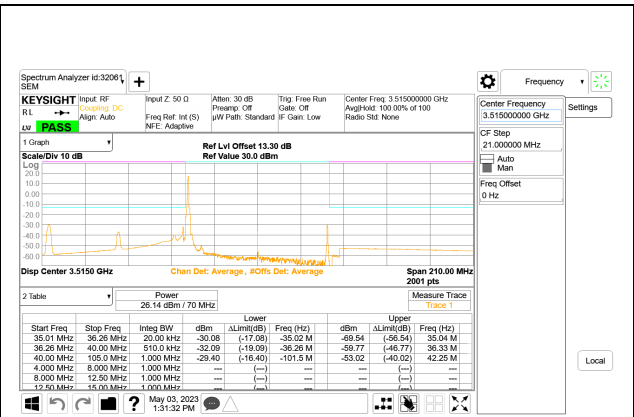 Spectrum Analyzer id:32061
SEM
Frequency
KEYSIGHT
RL
LXI
PASS
Input: RF
Coupling: DC
Align: Auto
Input Z: 50 Ω
Freq Ref: Int (S)
NFE: Adaptive
Atten: 30 dB
Preamp: Off
µW Path: Standard
Trig: Free Run
Gate: Off
IF Gain: Low
Center Freq: 3.515000000 GHz
Avg|Hold: 100.00% of 100
Radio Std: None
Center Frequency
3.515000000 GHz
Settings
CF Step
21.000000 MHz
Auto
Man
Freq Offset
0 Hz
Local
1 Graph
Scale/Div 10 dB
Ref Lvl Offset 13.30 dB
Ref Value 30.0 dBm
Log
20.0
10.0
0.00
-10.0
-20.0
-30.0
-40.0
-50.0
-60.0
Disp Center 3.5150 GHz
Chan Det: Average , #Offs Det: Average
Span 210.00 MHz
2001 pts
2 Table
Power
26.14 dBm / 70 MHz
Measure Trace
Trace 1
Lower Upper
Start Freq Stop Freq Integ BW dBm ΔLimit(dB) Freq (Hz) dBm ΔLimit(dB) Freq (Hz)
35.01 MHz 36.26 MHz 20.00 kHz -30.08 (-17.08) -35.02 M -69.54 (-56.54) 35.04 M
36.26 MHz 40.00 MHz 510.0 kHz -32.09 (-19.09) -36.26 M -59.77 (-46.77) 36.33 M
40.00 MHz 105.0 MHz 1.000 MHz -29.40 (-16.40) -101.5 M -53.02 (-40.02) 42.25 M
4.000 MHz 8.000 MHz 1.000 MHz --- (---) --- --- (---) ---
8.000 MHz 12.50 MHz 1.000 MHz --- (---) --- --- (---) ---
12.50 MHz 15.00 MHz 1.000 MHz --- (---) --- --- (---) ---
May 03, 2023
1:31:32 PM